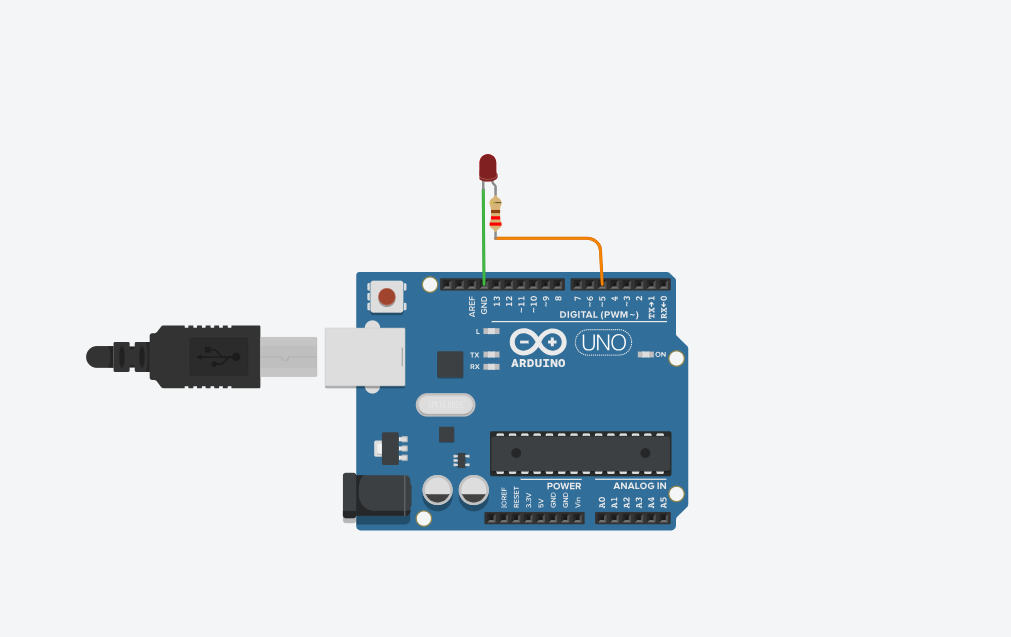 AREF
GND
13
12
~11
~10
~9
8
7
~6
~5
4
~3
2
TX→1
RX←0
DIGITAL (PWM~)
L
TX
RX
ARDUINO
UNO
ON
POWER
ANALOG IN
IOREF
RESET
3.3V
5V
GND
GND
Vin
A0
A1
A2
A3
A4
A5